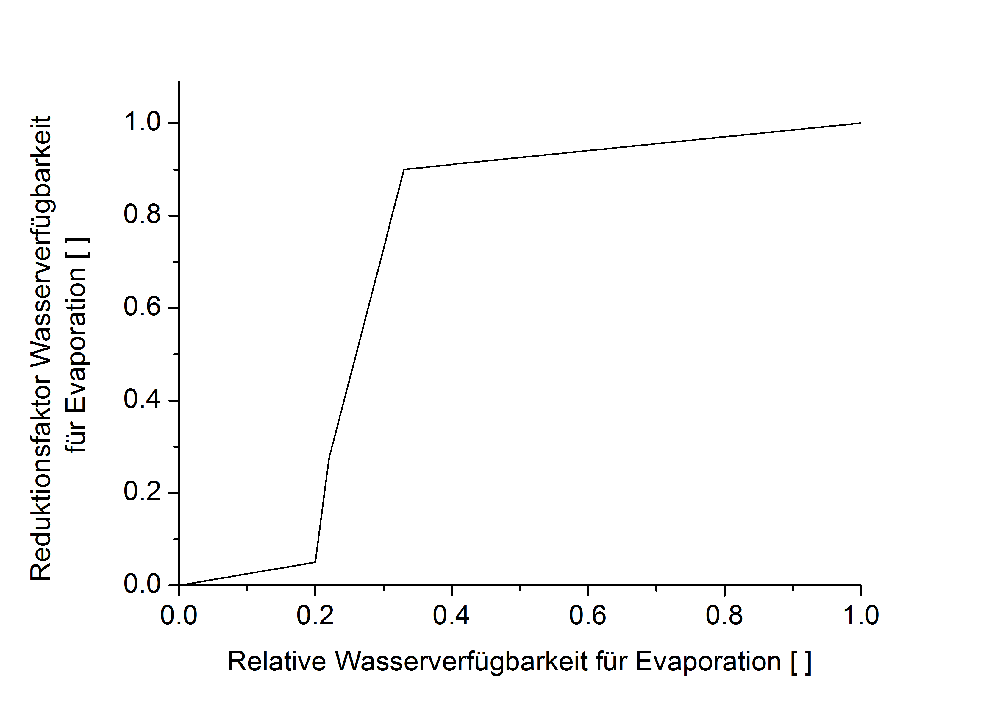 Reduktionsfaktor Wasserverfügbarkeit
für Evaporation [ ]
1.0
0.8
0.6
0.4
0.2
0.0
0.0 0.2 0.4 0.6 0.8 1.0
Relative Wasserverfügbarkeit für Evaporation [ ]